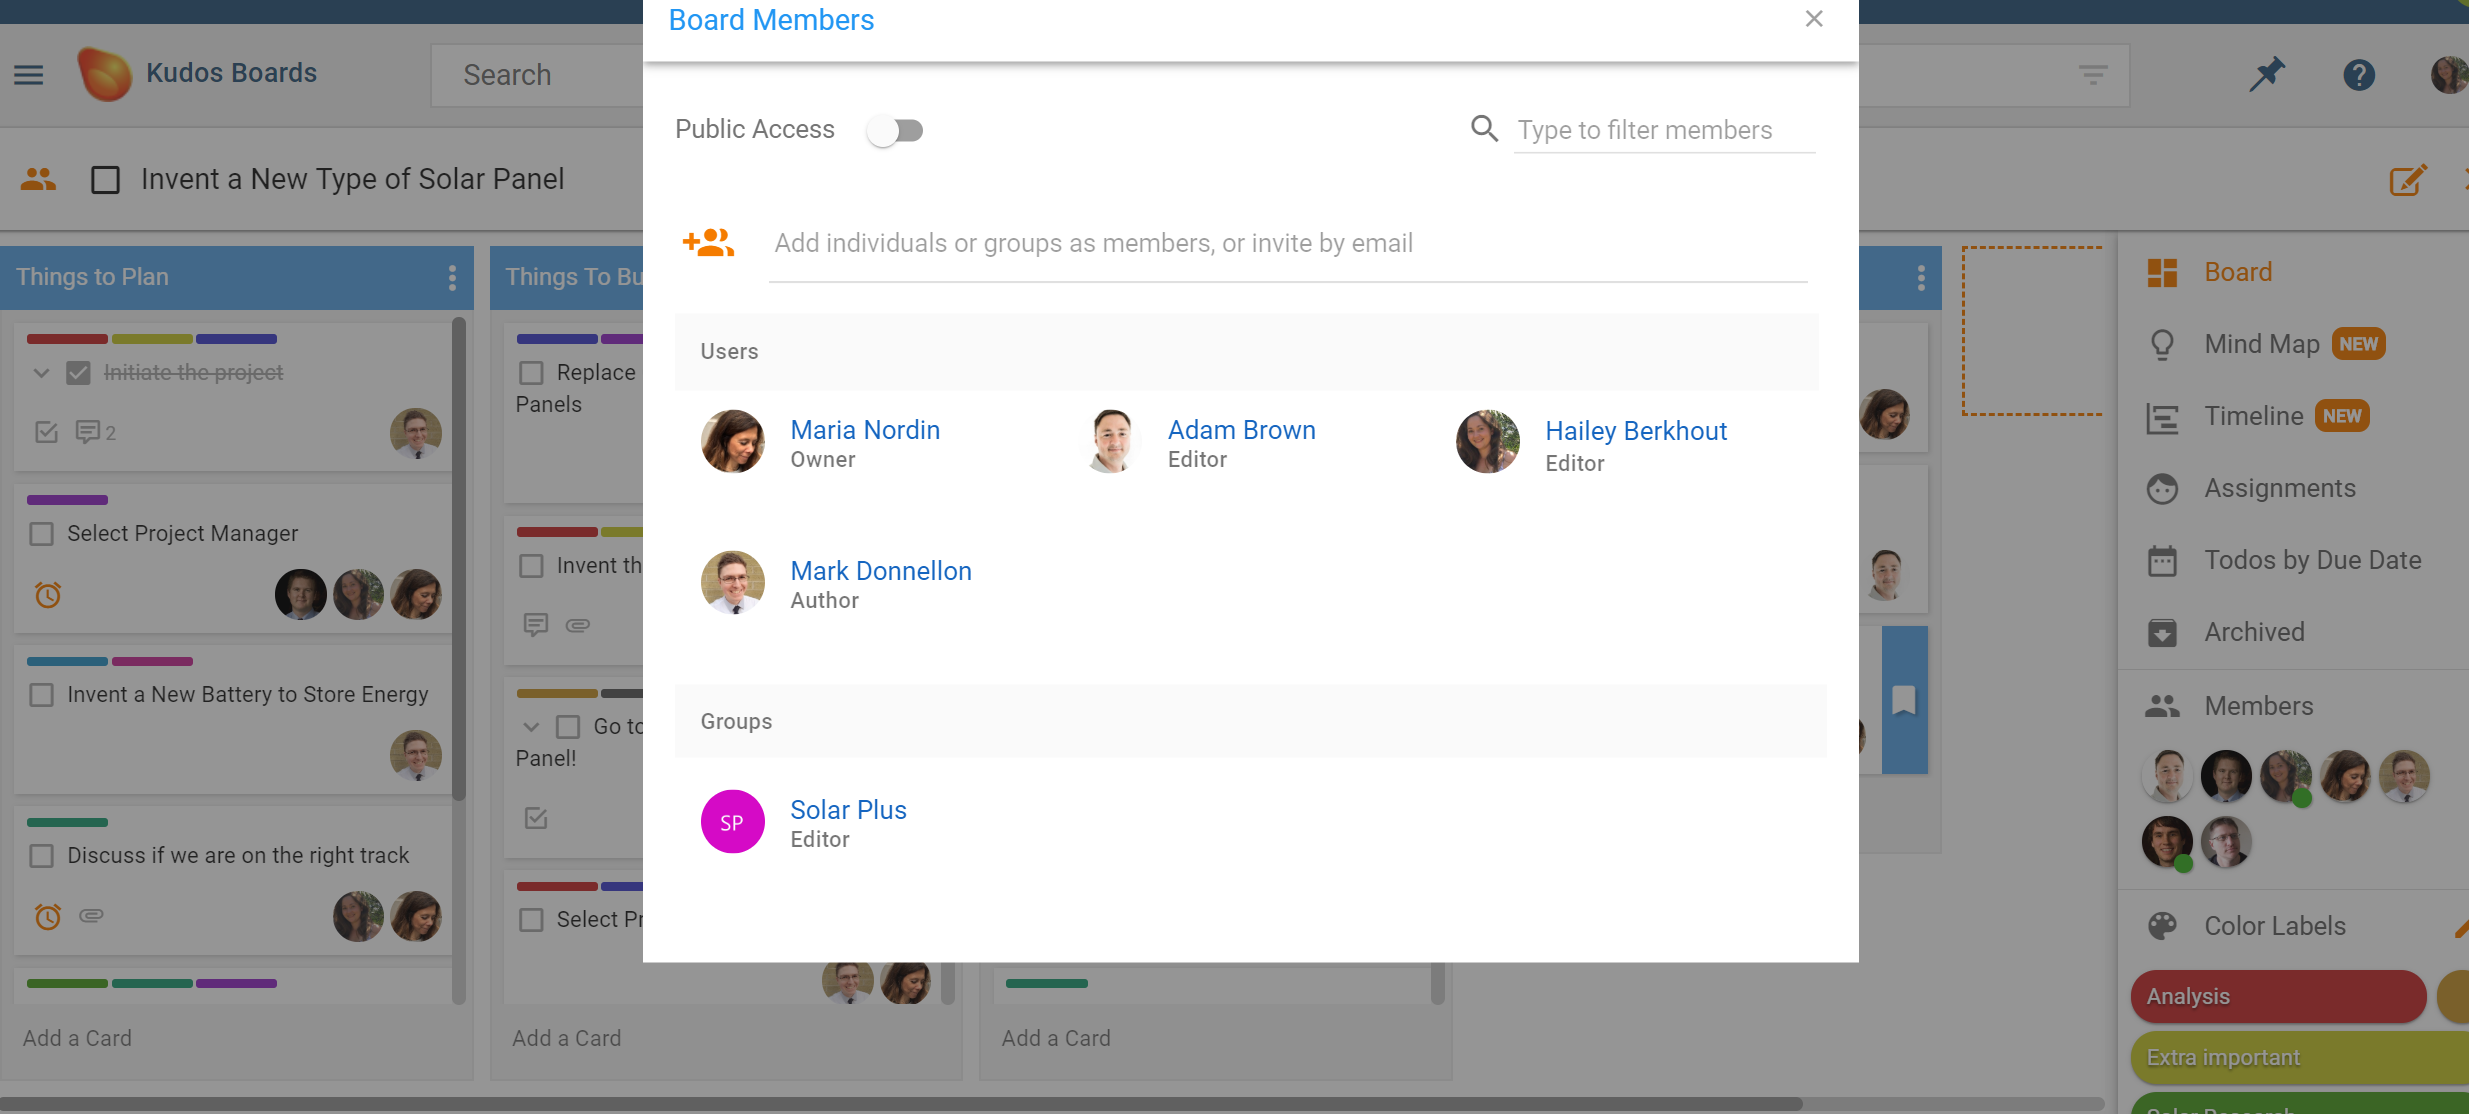 Board Members
Kudos Boards
Search
Public Access
Type to filter members
Invent a New Type of Solar Panel
Add individuals or groups as members, or invite by email
Things to Plan
Things To Bu
Board
Users
Initiate the project
Replace
Panels
2
Mind Map NEW
Timeline NEW
Maria Nordin
Owner
Adam Brown
Editor
Hailey Berkhout
Editor
Assignments
Select Project Manager
Invent th
Mark Donnellon
Author
Todos by Due Date
Archived
Invent a New Battery to Store Energy
Go to
Panel!
Groups
Members
SP
Solar Plus
Editor
Discuss if we are on the right track
Select Pr
Color Labels
Analysis
Add a Card
Add a Card
Add a Card
Extra important